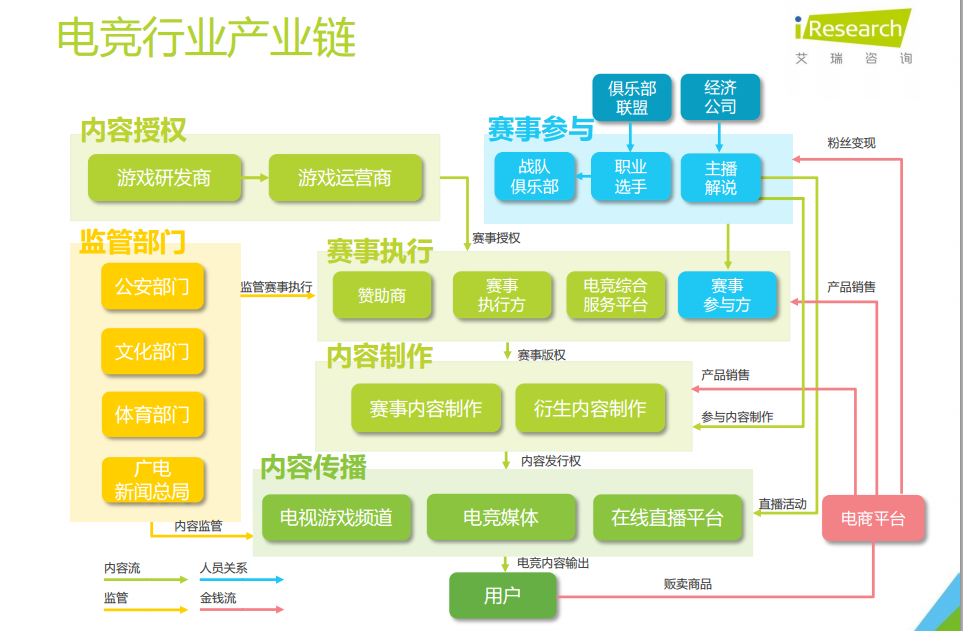 电竞行业产业链
iResearch
艾瑞咨询
俱乐部
联盟
经济
公司
内容授权
游戏研发商
游戏运营商
赛事参与
战队
俱乐部
职业
选手
主播
解说
粉丝变现
赛事授权
监管部门
公安部门
文化部门
体育部门
广电
新闻总局
监管赛事执行
赛事执行
赞助商
赛事
执行方
电竞综合
服务平台
赛事
参与方
产品销售
赛事版权
内容制作
赛事内容制作
衍生内容制作
产品销售
参与内容制作
内容发行权
内容传播
电视游戏频道
电竞媒体
在线直播平台
直播活动
电商平台
内容监管
电竞内容输出
用户
贩卖商品
内容流
人员关系
监管
金钱流